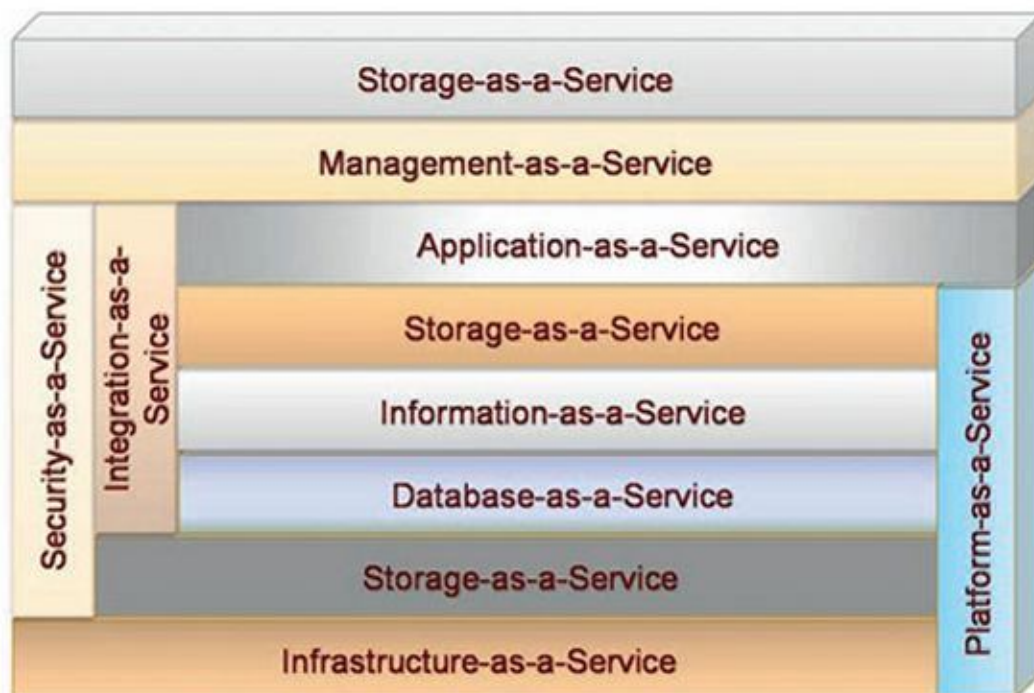 Storage-as-a-Service
Management-as-a-Service
Security-as-a-Service
Integration-as-a-
Service
Application-as-a-Service
Storage-as-a-Service
Information-as-a-Service
Database-as-a-Service
Storage-as-a-Service
Platform-as-a-Service
Infrastructure-as-a-Service